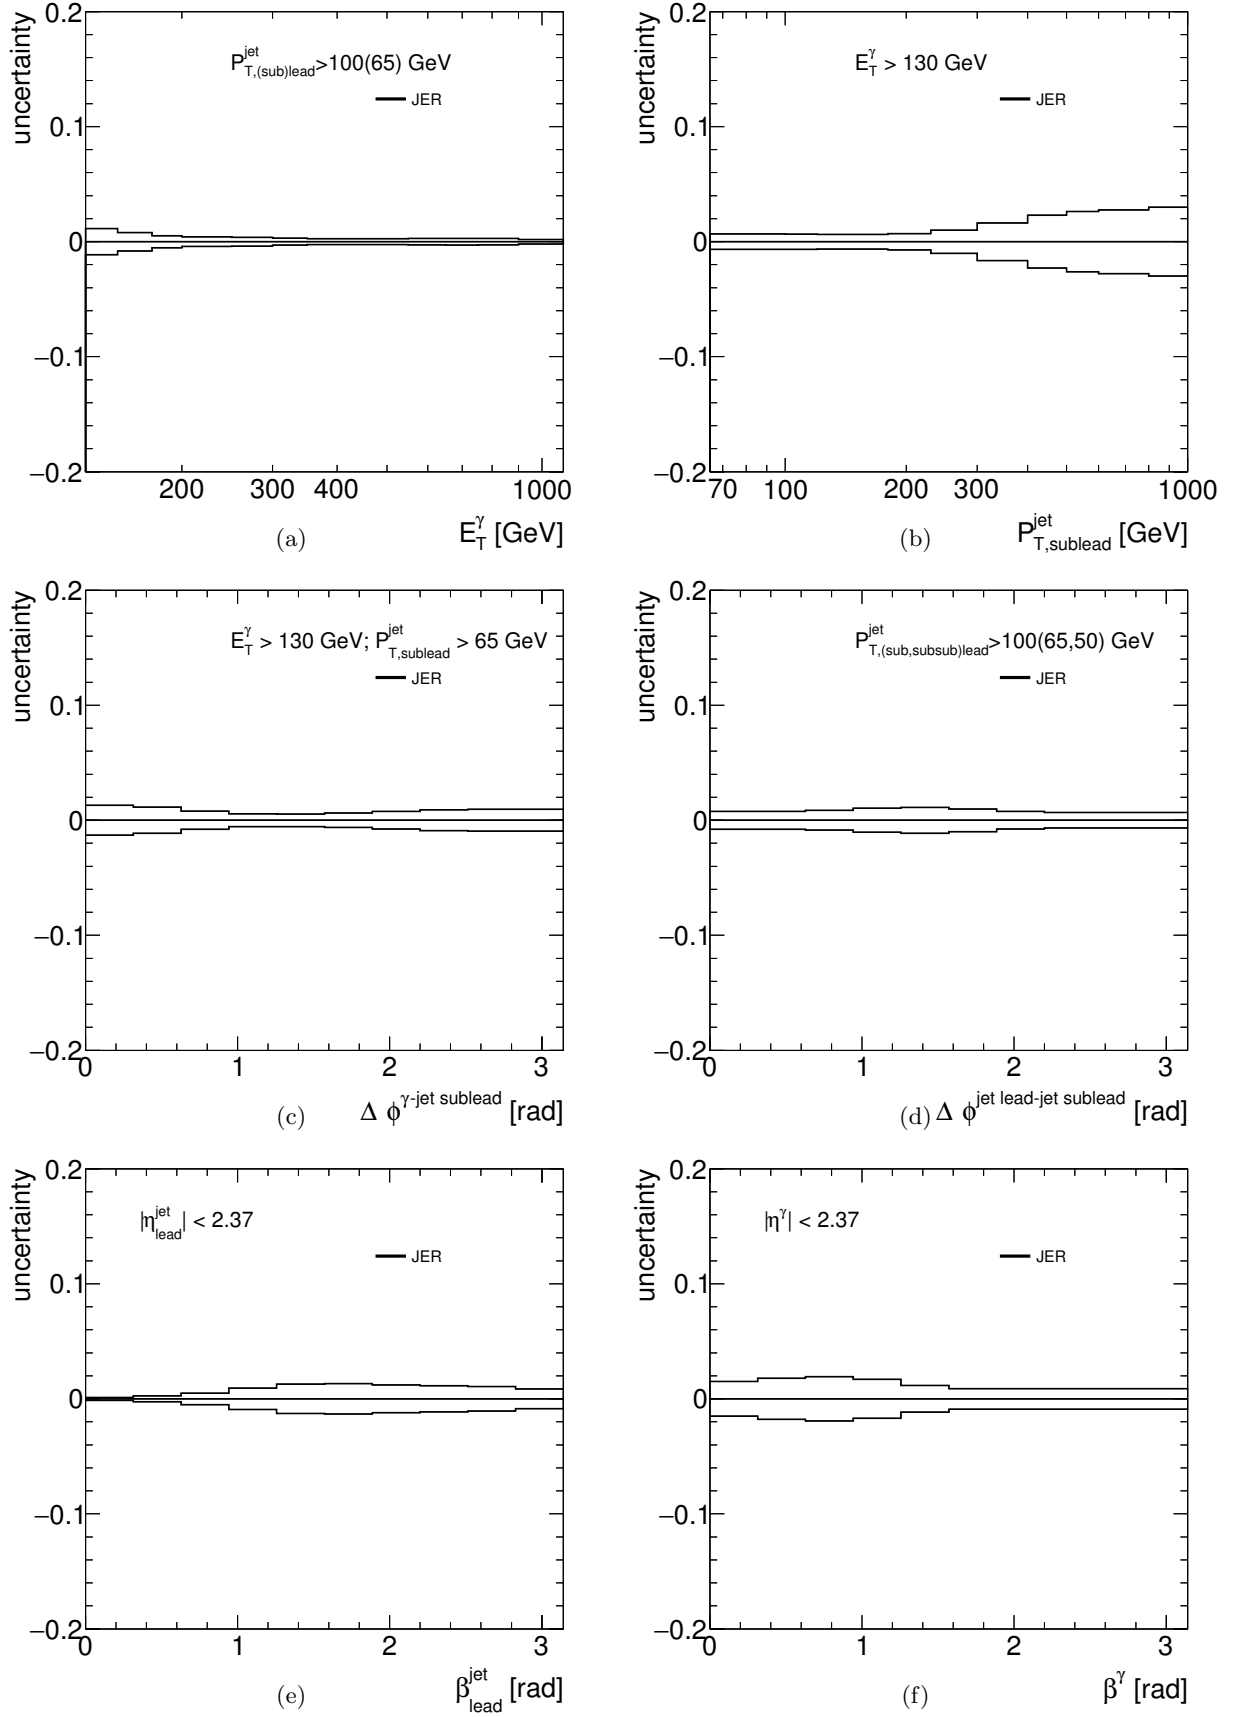 uncertainty
0.2
0.1
0
−0.1
−0.2
P^jet_T,(sub)lead>100(65) GeV
JER
200 300 400 1000
E^γ_T [GeV]
(a)
uncertainty
0.2
0.1
0
−0.1
−0.2
E^γ_T > 130 GeV
JER
70 100 200 300 1000
P^jet_T,sublead [GeV]
(b)
uncertainty
0.2
0.1
0
−0.1
−0.2
E^γ_T > 130 GeV; P^jet_T,sublead > 65 GeV
JER
0 1 2 3
Δ ϕ^γ-jet sublead [rad]
(c)
uncertainty
0.2
0.1
0
−0.1
−0.2
P^jet_T,(sub,subsub)lead>100(65,50) GeV
JER
0 1 2 3
Δ ϕ^jet lead-jet sublead [rad]
(d)
uncertainty
0.2
0.1
0
−0.1
−0.2
|η^jet_lead| < 2.37
JER
0 1 2 3
β^jet_lead [rad]
(e)
uncertainty
0.2
0.1
0
−0.1
−0.2
|η^γ| < 2.37
JER
0 1 2 3
β^γ [rad]
(f)